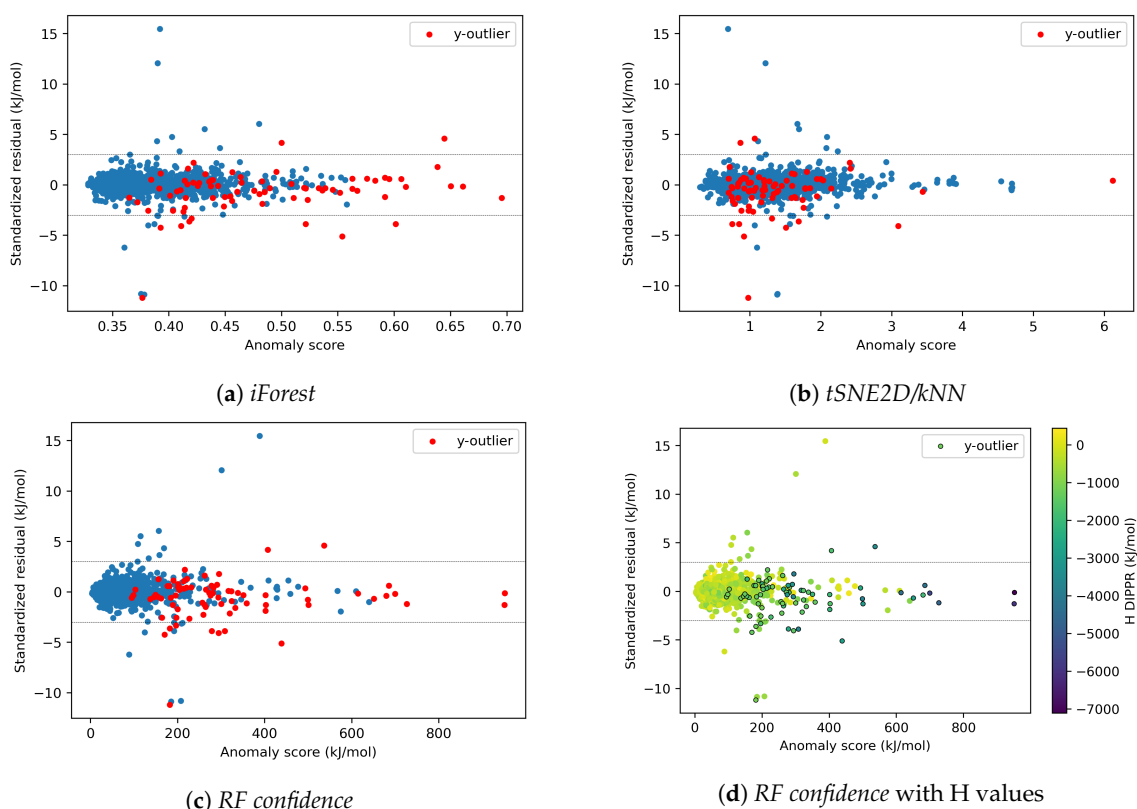 15
10
5
0
−5
−10
Standardized residual (kJ/mol)
y-outlier
0.35 0.40 0.45 0.50 0.55 0.60 0.65 0.70
Anomaly score
(a) iForest
15
10
5
0
−5
−10
Standardized residual (kJ/mol)
y-outlier
1 2 3 4 5 6
Anomaly score
(b) tSNE2D/kNN
15
10
5
0
−5
−10
Standardized residual (kJ/mol)
y-outlier
0 200 400 600 800
Anomaly score (kJ/mol)
(c) RF confidence
15
10
5
0
−5
−10
Standardized residual (kJ/mol)
y-outlier
0 200 400 600 800
Anomaly score (kJ/mol)
0
−1000
−2000
−3000
−4000
−5000
−6000
−7000
H DIPPR (kJ/mol)
(d) RF confidence with H values